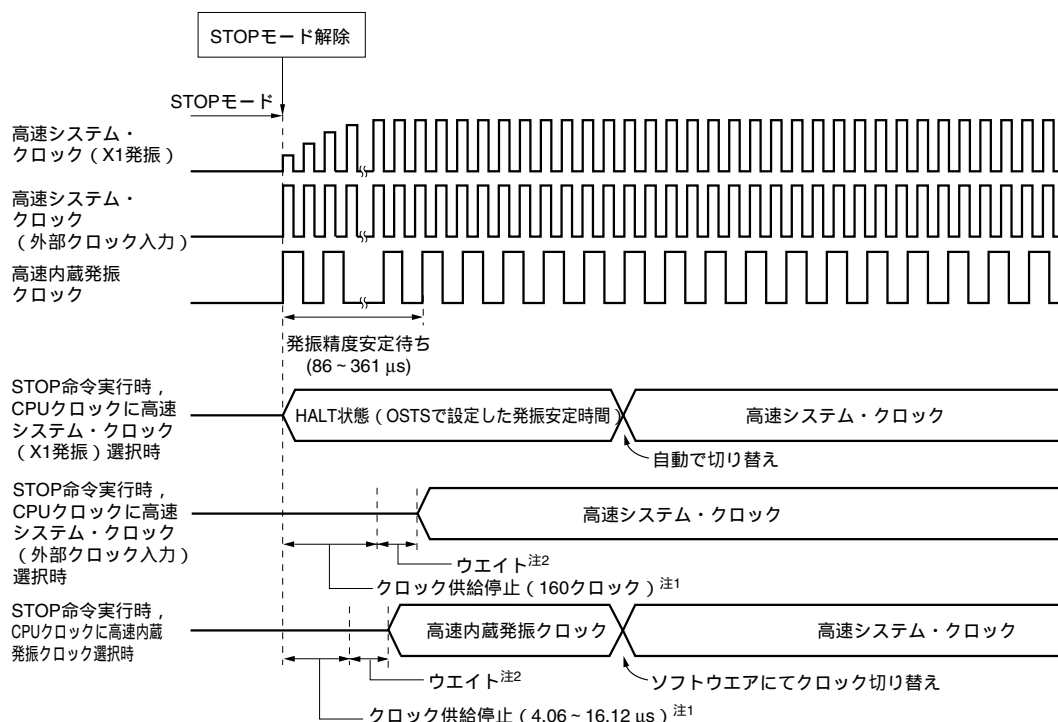 STOPモード解除
STOPモード
高速システム・
クロック（X1発振）
高速システム・
クロック
（外部クロック入力）
高速内蔵発振
クロック
発振精度安定待ち
(86 ~ 361 μs)
STOP命令実行時，
CPUクロックに高速
システム・クロック
（X1発振）選択時
HALT状態（OSTSで設定した発振安定時間）
高速システム・クロック
自動で切り替え
STOP命令実行時，
CPUクロックに高速
システム・クロック
（外部クロック入力）
選択時
高速システム・クロック
ウエイト注2
クロック供給停止（160クロック）注1
STOP命令実行時，
CPUクロックに高速内蔵
発振クロック選択時
高速内蔵発振クロック
高速システム・クロック
ウエイト注2
ソフトウエアにてクロック切り替え
クロック供給停止（4.06 ~ 16.12 μs）注1